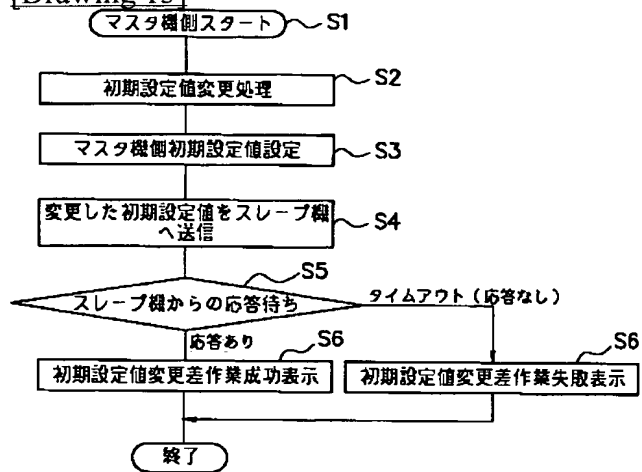 マスタ機側スタート S1
初期設定値変更処理 S2
マスタ機側初期設定値設定 S3
変更した初期設定値をスレーブ機
へ送信 S4
スレーブ機からの応答待ち S5
タイムアウト(応答なし)
応答あり
初期設定値変更差作業成功表示 S6
初期設定値変更差作業失敗表示 S6
終了